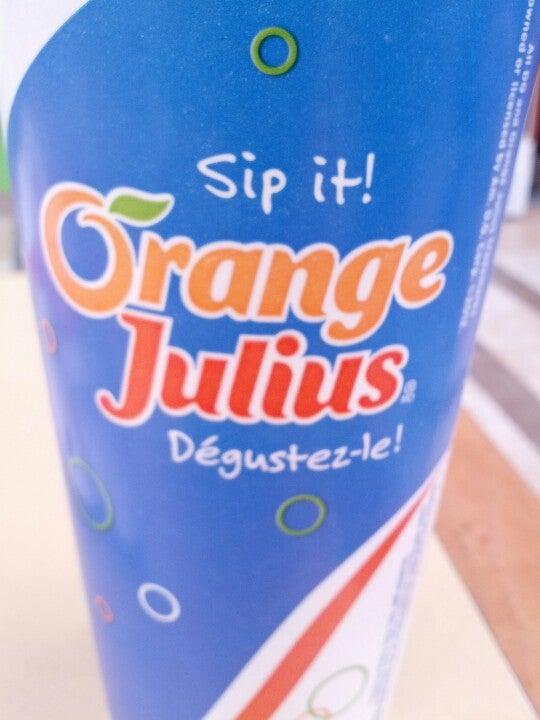 Sip it!
Orange
Julius
Dégustez-le!